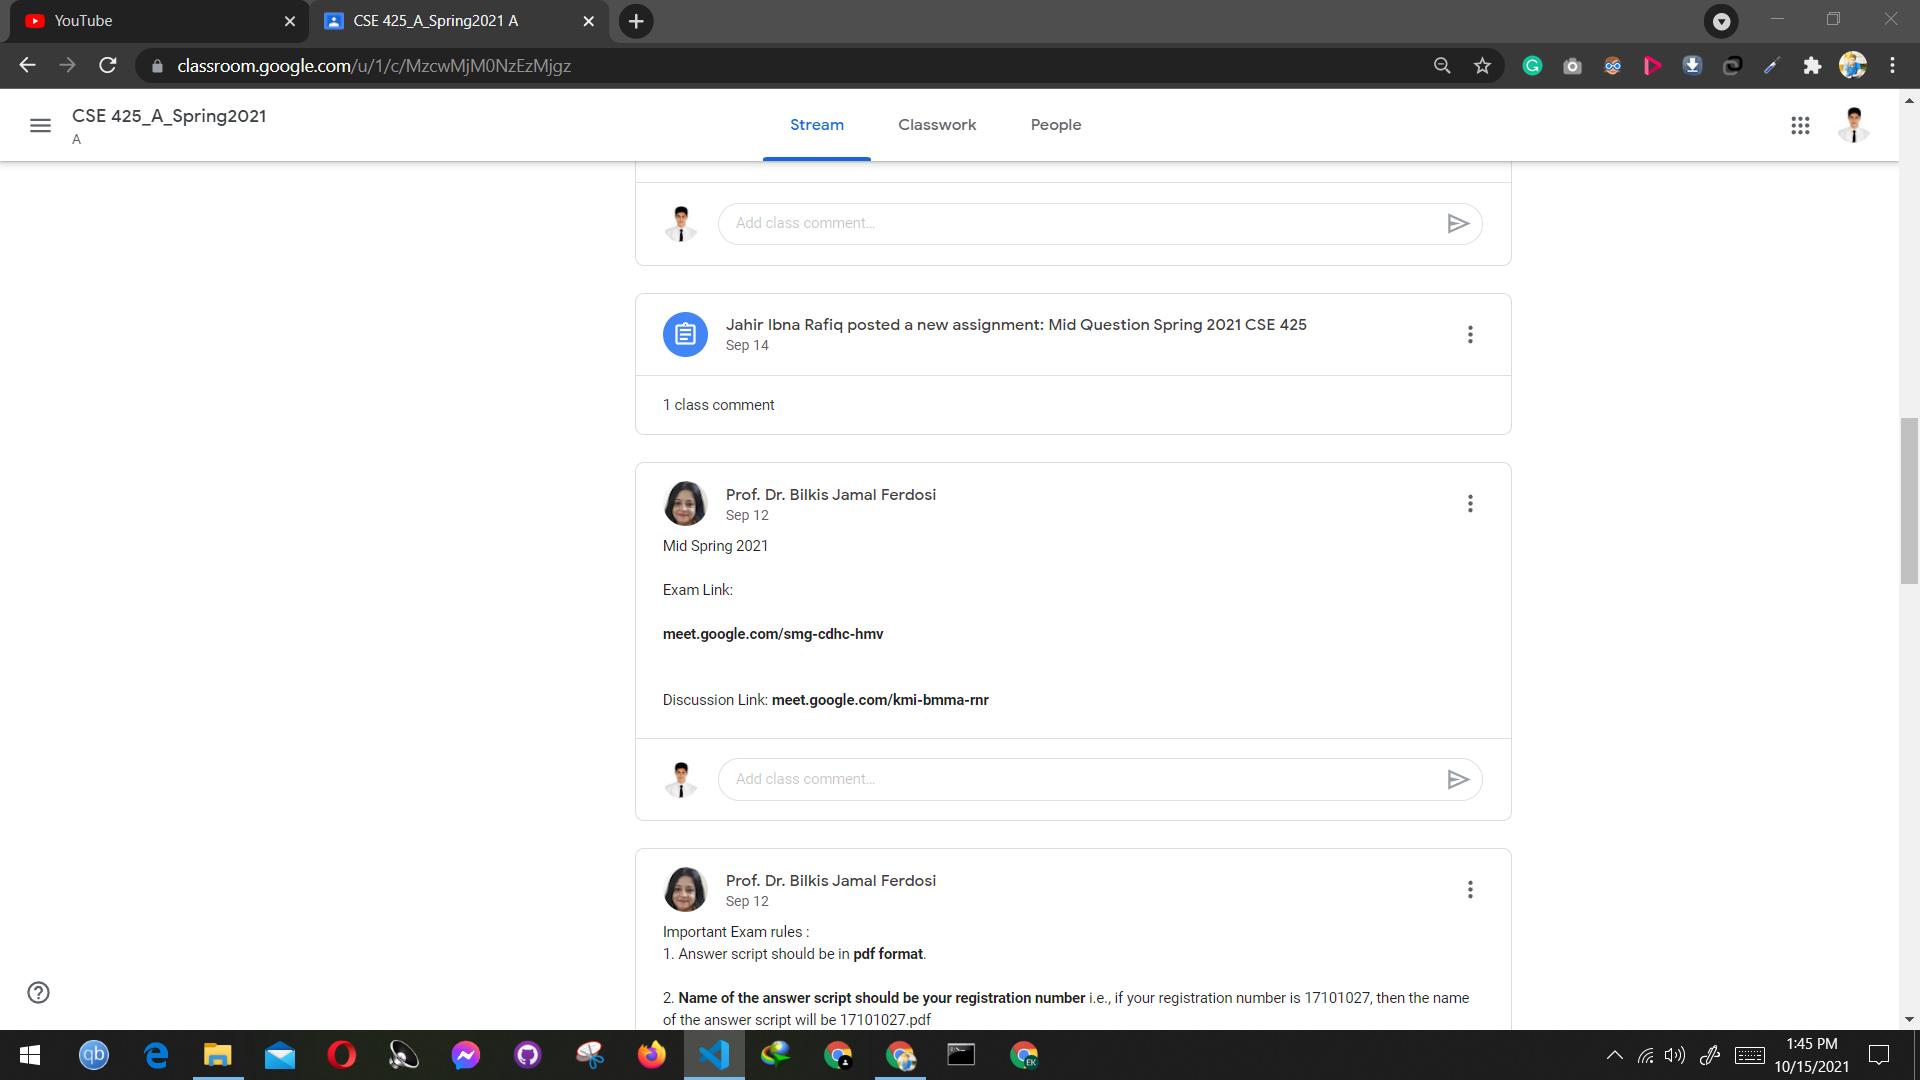 YouTube
CSE 425_A_Spring2021 A
classroom.google.com/u/1/c/MzcwMjM0NzEzMjgz
CSE 425_A_Spring2021
A
Stream
Classwork
People
Add class comment...
Jahir Ibna Rafiq posted a new assignment: Mid Question Spring 2021 CSE 425
Sep 14
1 class comment
Prof. Dr. Bilkis Jamal Ferdosi
Sep 12
Mid Spring 2021
Exam Link:
meet.google.com/smg-cdhc-hmv
Discussion Link: meet.google.com/kmi-bmma-rnr
Add class comment...
Prof. Dr. Bilkis Jamal Ferdosi
Sep 12
Important Exam rules :
1. Answer script should be in pdf format.
2. Name of the answer script should be your registration number i.e., if your registration number is 17101027, then the name
of the answer script will be 17101027.pdf
qb
EK
1:45 PM
10/15/2021